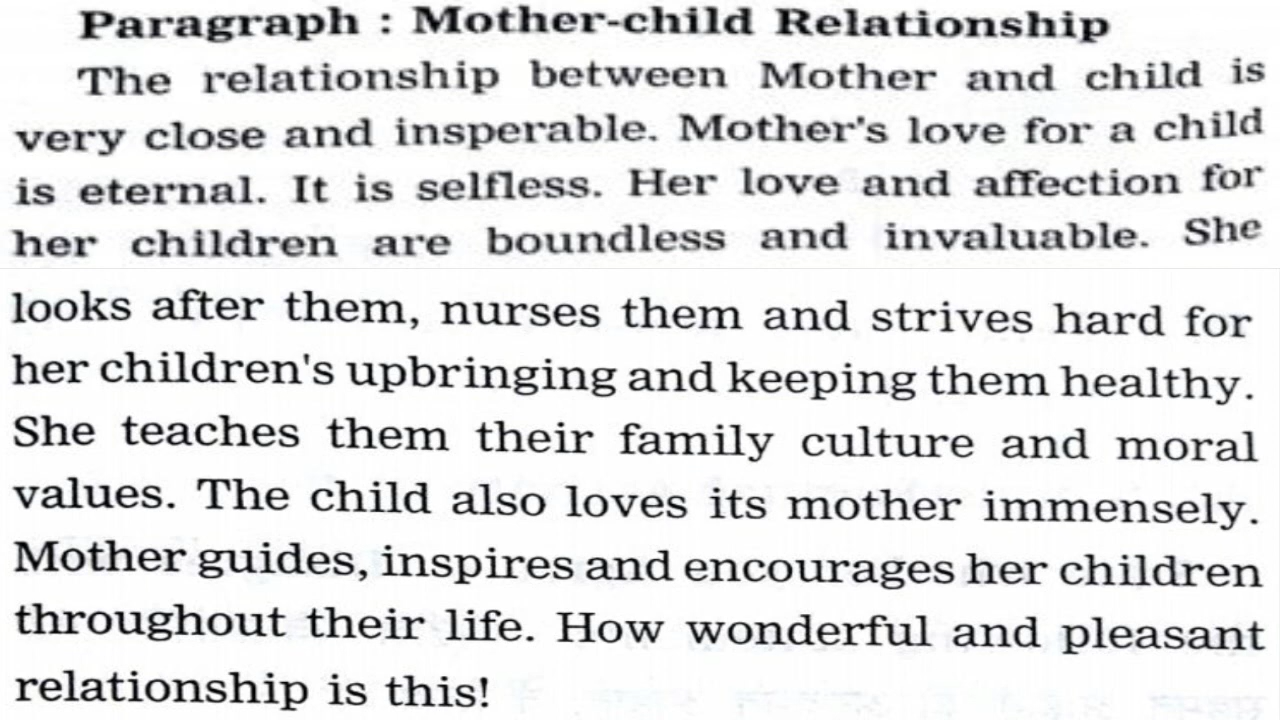 Paragraph : Mother-child Relationship
The relationship between Mother and child is
very close and insperable. Mother's love for a child
is eternal. It is selfless. Her love and affection for
her children are boundless and invaluable. She
looks after them, nurses them and strives hard for
her children's upbringing and keeping them healthy.
She teaches them their family culture and moral
values. The child also loves its mother immensely.
Mother guides, inspires and encourages her children
throughout their life. How wonderful and pleasant
relationship is this!